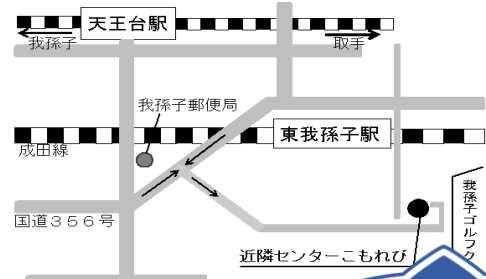 天王台駅
我孫子
取手
我孫子郵便局
東我孫子駅
成田線
国道３５６号
近隣センターこもれび
我孫子ゴルフク